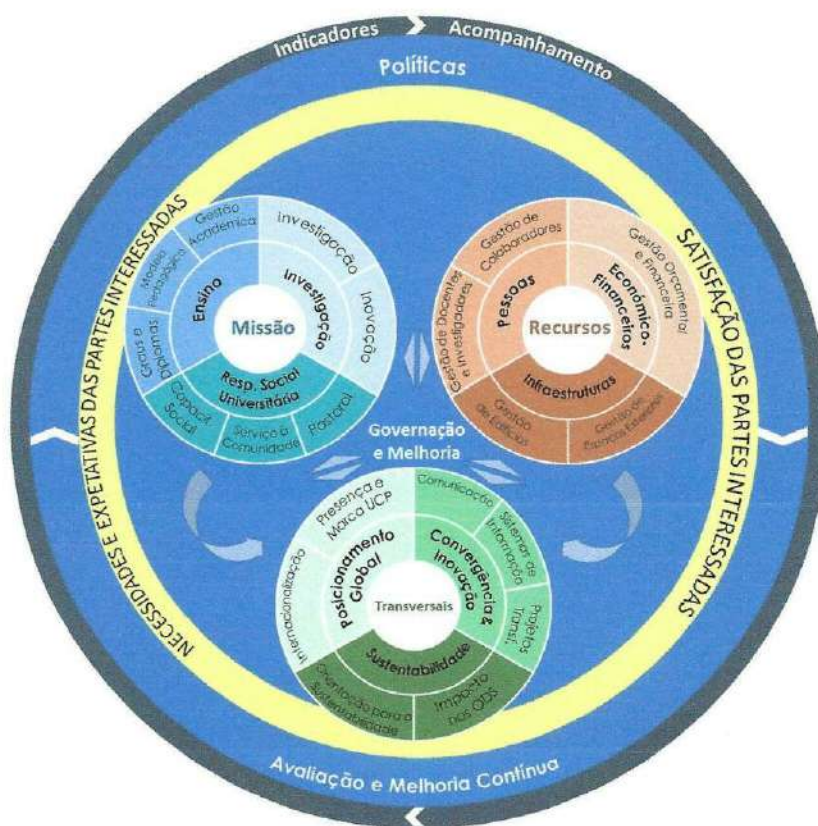 Indicadores
Acompanhamento
Políticas
NECESSIDADES E EXPETATIVAS DAS PARTES INTERESSADAS
SATISFAÇÃO DAS PARTES INTERESSADAS
Missão
Ensino
Graus e
Diplomas
Modelo
Pedagógico
Gestão
Académica
Investigação
Investigação
Inovação
Resp. Social
Universitária
Capacit.
Social
Serviço à
Comunidade
Pastoral
Recursos
Pessoas
Gestão de Docentes
e Investigadores
Gestão de
Colaboradores
Económico-
Financeiros
Gestão Orçamental
e Financeira
Infraestruturas
Gestão
de Edifícios
Gestão de
Espaços Exteriores
Governação
e Melhoria
Transversais
Posicionamento
Global
Internacionalização
Presença e
Marca UCP
Convergência &
Inovação
Comunicação
Sistemas de
Informação
Projetos
Transf.
Sustentabilidade
Orientação para a
Sustentabilidade
Impacto
nos ODS
Avaliação e Melhoria Contínua